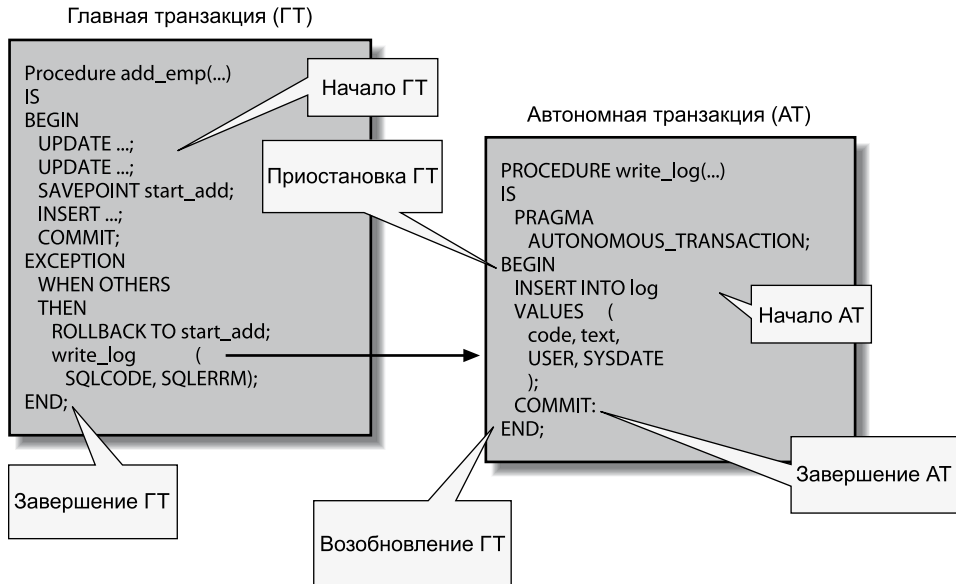 Главная транзакция (ГТ)
Procedure add_emp(...)
IS
BEGIN
UPDATE ...;
UPDATE ...;
SAVEPOINT start_add;
INSERT ...;
COMMIT;
EXCEPTION
WHEN OTHERS
THEN
ROLLBACK TO start_add;
write_log (
SQLCODE, SQLERRM);
END;
Начало ГТ
Приостановка ГТ
Завершение ГТ
Автономная транзакция (АТ)
PROCEDURE write_log(...)
IS
PRAGMA
AUTONOMOUS_TRANSACTION;
BEGIN
INSERT INTO log
VALUES (
code, text,
USER, SYSDATE
);
COMMIT:
END;
Начало АТ
Завершение АТ
Возобновление ГТ